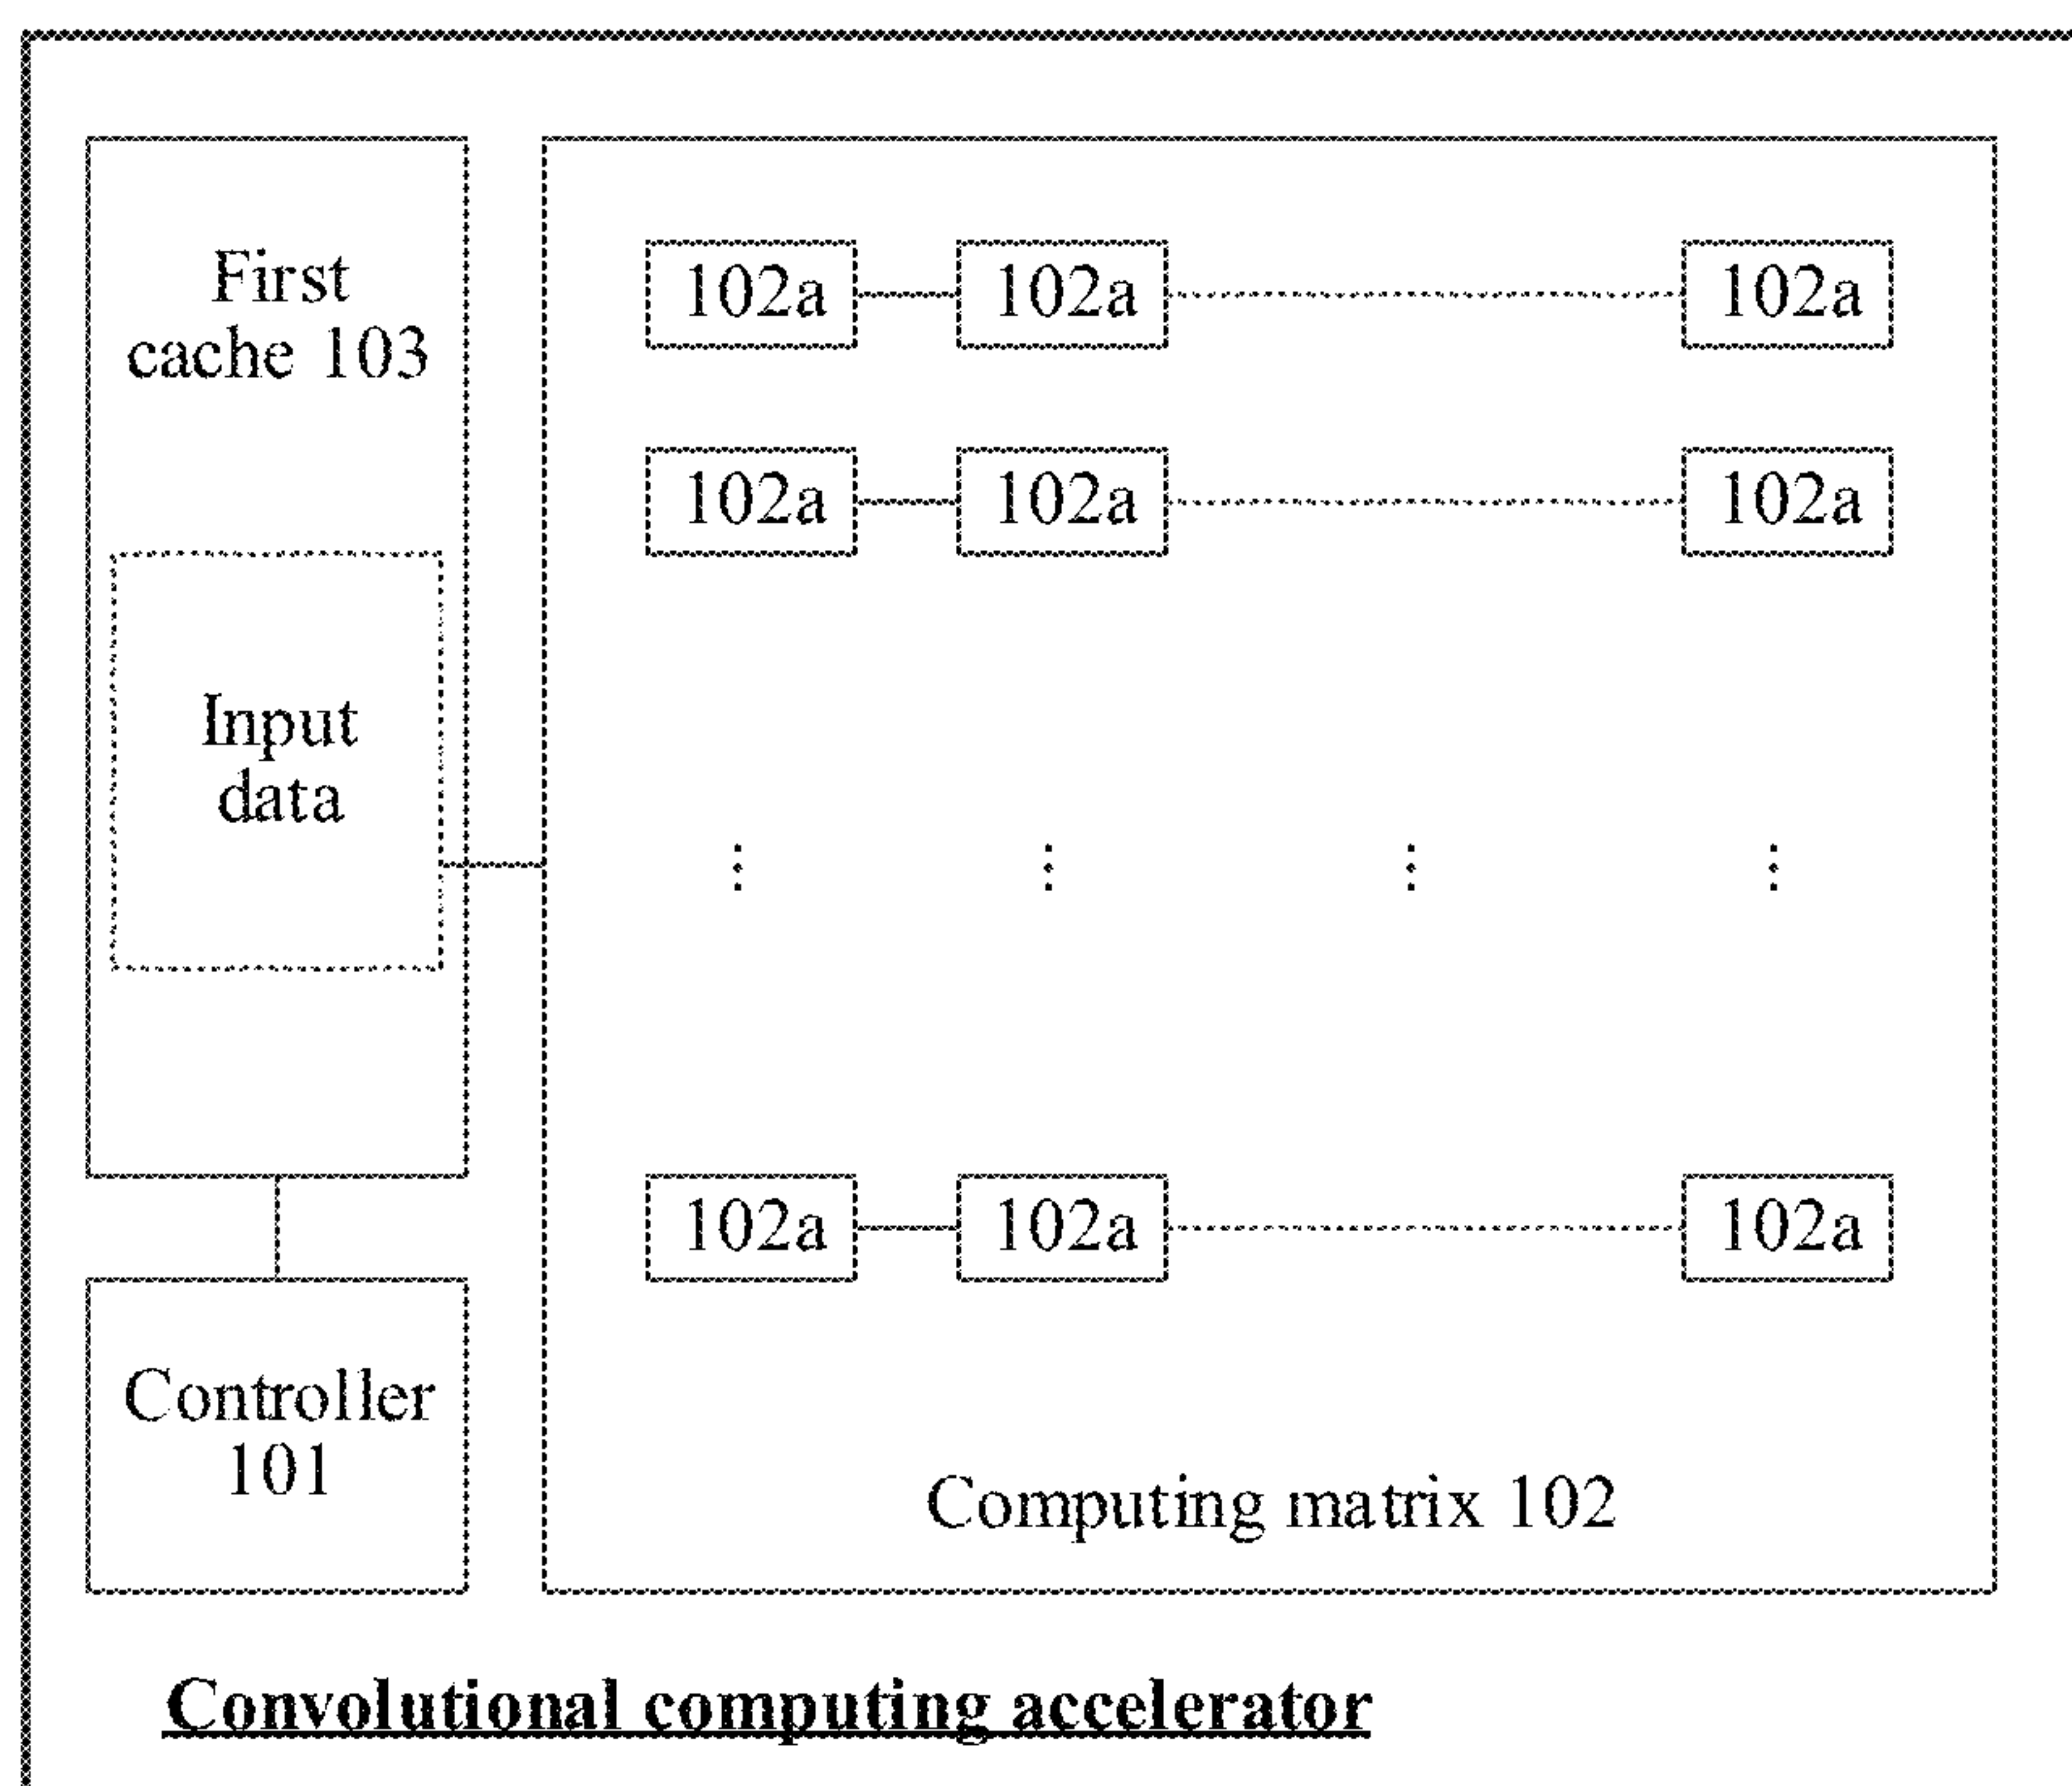 First
cache 103
Input
data
Controller
101
102a 102a 102a
102a 102a 102a
102a 102a 102a
Computing matrix 102
Convolutional computing accelerator